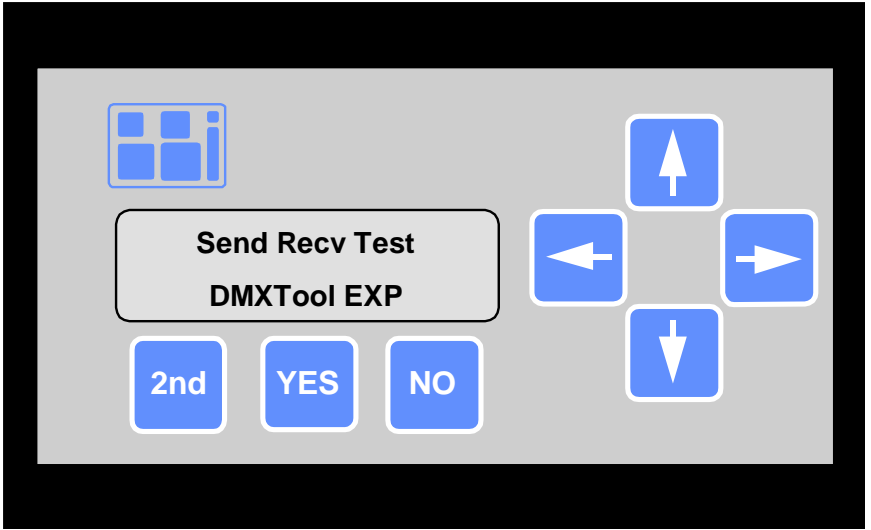 Send Recv Test
DMXTool EXP
2nd YES NO